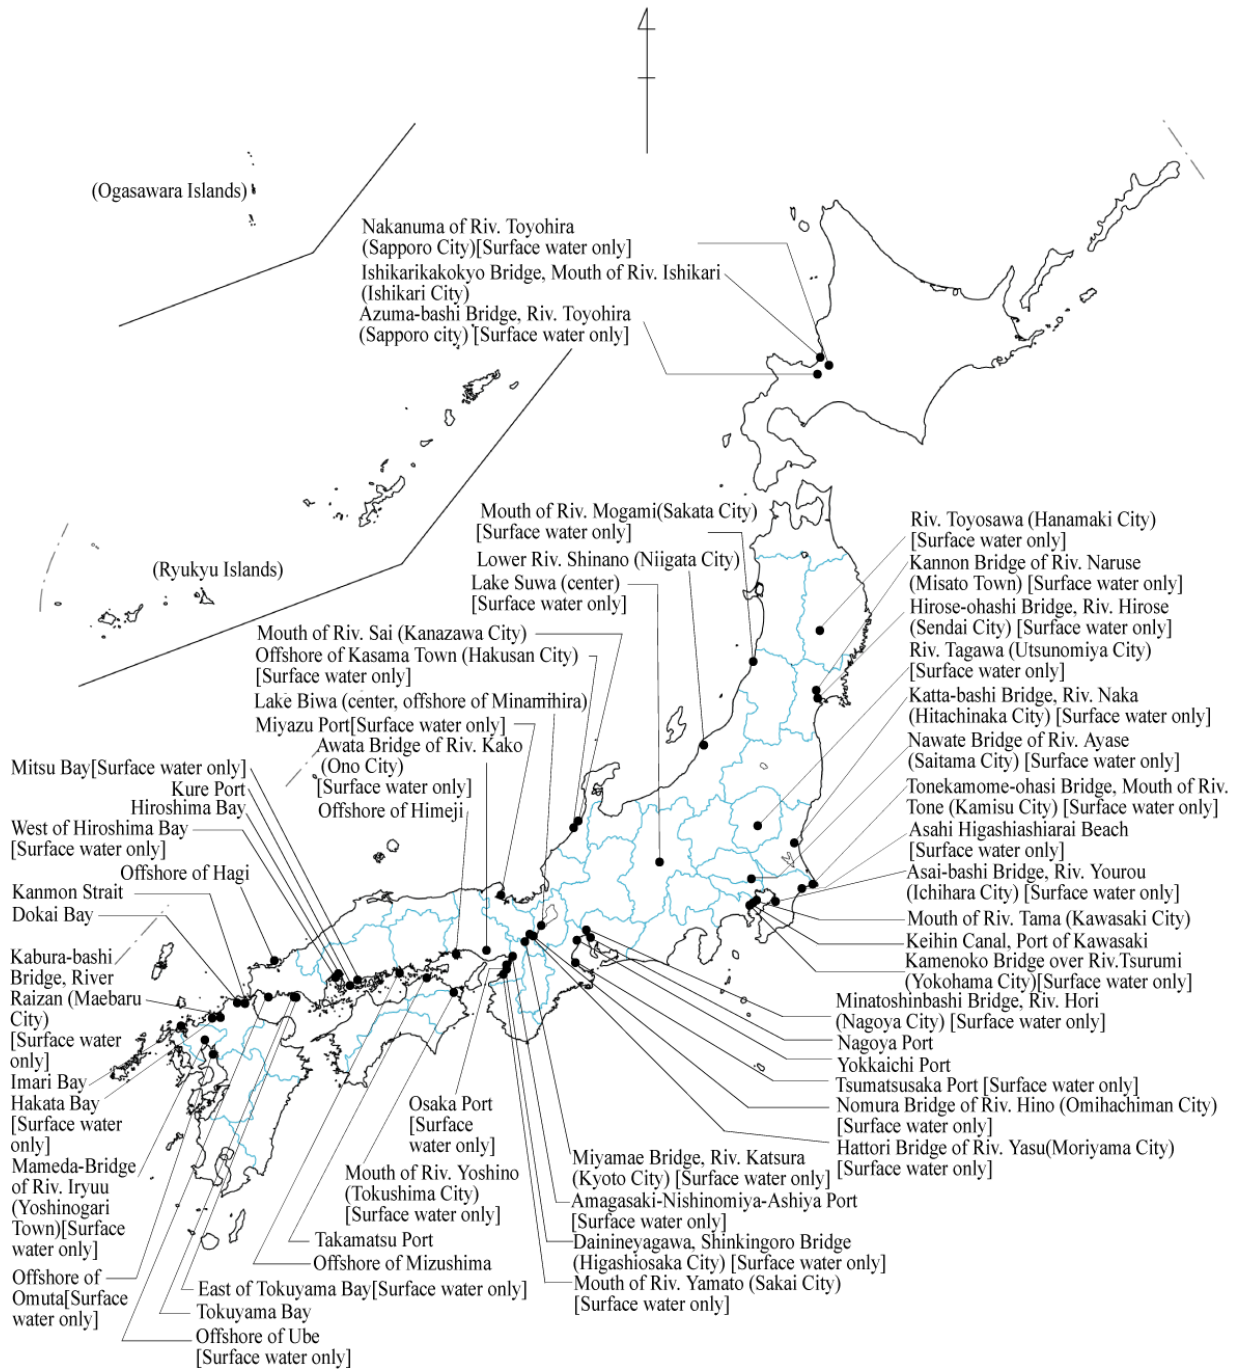 (Ogasawara Islands)
Nakanuma of Riv. Toyohira
(Sapporo City)[Surface water only]
Ishikarikakokyo Bridge, Mouth of Riv. Ishikari
(Ishikari City)
Azuma-bashi Bridge, Riv. Toyohira
(Sapporo city) [Surface water only]
(Ryukyu Islands)
Mouth of Riv. Mogami(Sakata City)
[Surface water only]
Lower Riv. Shinano (Niigata City)
Lake Suwa (center)
[Surface water only]
Mouth of Riv. Sai (Kanazawa City)
Offshore of Kasama Town (Hakusan City)
[Surface water only]
Lake Biwa (center, offshore of Minamihira)
Miyazu Port[Surface water only]
Awata Bridge of Riv. Kako
(Ono City)
[Surface water only]
Offshore of Himeji
Mitsu Bay[Surface water only]
Kure Port
Hiroshima Bay
West of Hiroshima Bay
[Surface water only]
Offshore of Hagi
Kanmon Strait
Dokai Bay
Kabura-bashi
Bridge, River
Raizan (Maebaru
City)
[Surface water
only]
Imari Bay
Hakata Bay
[Surface water
only]
Mameda-Bridge
of Riv. Iryuu
(Yoshinogari
Town)[Surface
water only]
Offshore of
Omuta[Surface
water only]
Riv. Toyosawa (Hanamaki City)
[Surface water only]
Kannon Bridge of Riv. Naruse
(Misato Town) [Surface water only]
Hirose-ohashi Bridge, Riv. Hirose
(Sendai City) [Surface water only]
Riv. Tagawa (Utsunomiya City)
[Surface water only]
Katta-bashi Bridge, Riv. Naka
(Hitachinaka City) [Surface water only]
Nawate Bridge of Riv. Ayase
(Saitama City) [Surface water only]
Tonekamome-ohasi Bridge, Mouth of Riv.
Tone (Kamisu City) [Surface water only]
Asahi Higashiashiarai Beach
[Surface water only]
Asai-bashi Bridge, Riv. Yourou
(Ichihara City) [Surface water only]
Mouth of Riv. Tama (Kawasaki City)
Keihin Canal, Port of Kawasaki
Kamenoko Bridge over Riv.Tsurumi
(Yokohama City)[Surface water only]
Minatoshinbashi Bridge, Riv. Hori
(Nagoya City) [Surface water only]
Nagoya Port
Yokkaichi Port
Tsumatsusaka Port [Surface water only]
Nomura Bridge of Riv. Hino (Omihachiman City)
[Surface water only]
Hattori Bridge of Riv. Yasu(Moriyama City)
[Surface water only]
Osaka Port
[Surface
water only]
Mouth of Riv. Yoshino
(Tokushima City)
[Surface water only]
Takamatsu Port
Offshore of Mizushima
East of Tokuyama Bay[Surface water only]
Tokuyama Bay
Offshore of Ube
[Surface water only]
Miyamae Bridge, Riv. Katsura
(Kyoto City) [Surface water only]
Amagasaki-Nishinomiya-Ashiya Port
[Surface water only]
Dainineyagawa, Shinkingoro Bridge
(Higashiosaka City) [Surface water only]
Mouth of Riv. Yamato (Sakai City)
[Surface water only]